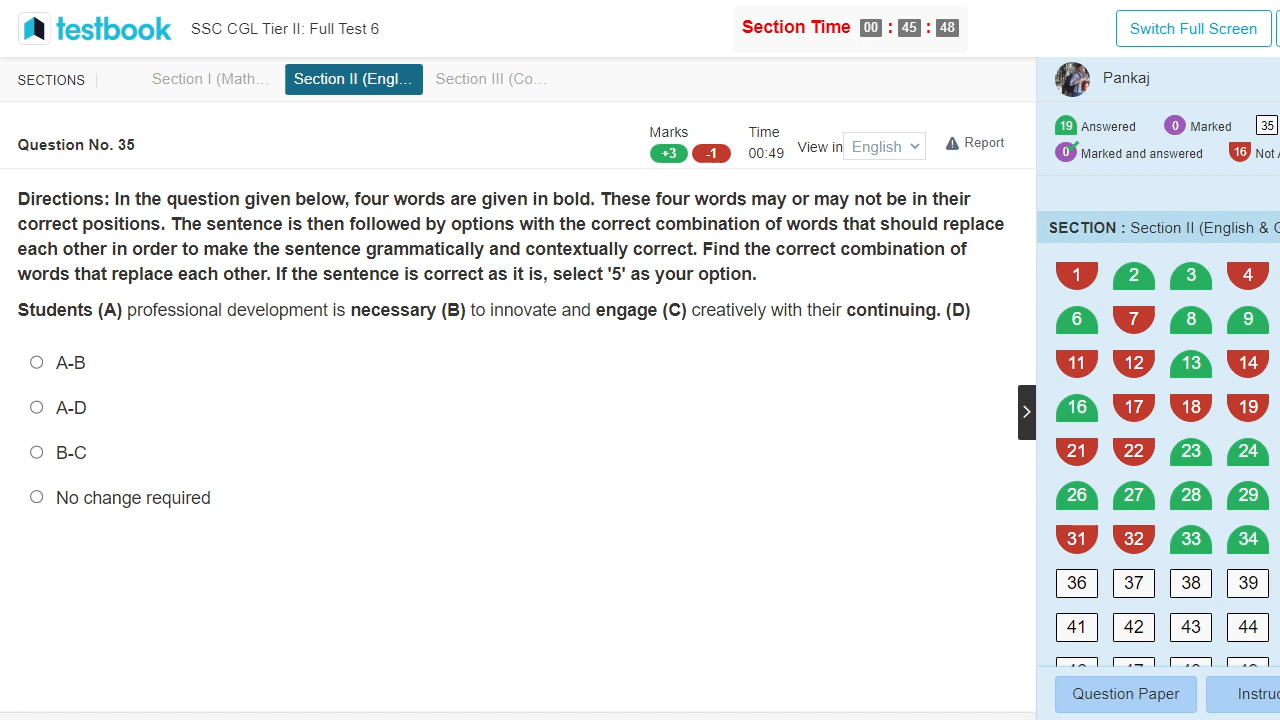 testbook
SSC CGL Tier II: Full Test 6
Section Time 00 : 45 : 48
Switch Full Screen
SECTIONS
Section I (Math...
Section II (Engl...
Section III (Co...
Pankaj
19 Answered
0 Marked
35
0 Marked and answered
16 Not
Question No. 35
Marks
+3 -1
Time
00:49
View in English
Report
Directions: In the question given below, four words are given in bold. These four words may or may not be in their
correct positions. The sentence is then followed by options with the correct combination of words that should replace
each other in order to make the sentence grammatically and contextually correct. Find the correct combination of
words that replace each other. If the sentence is correct as it is, select '5' as your option.
Students (A) professional development is necessary (B) to innovate and engage (C) creatively with their continuing. (D)
A-B
A-D
B-C
No change required
SECTION : Section II (English &
1 2 3 4
6 7 8 9
11 12 13 14
16 17 18 19
21 22 23 24
26 27 28 29
31 32 33 34
36 37 38 39
41 42 43 44
Question Paper
Instruc